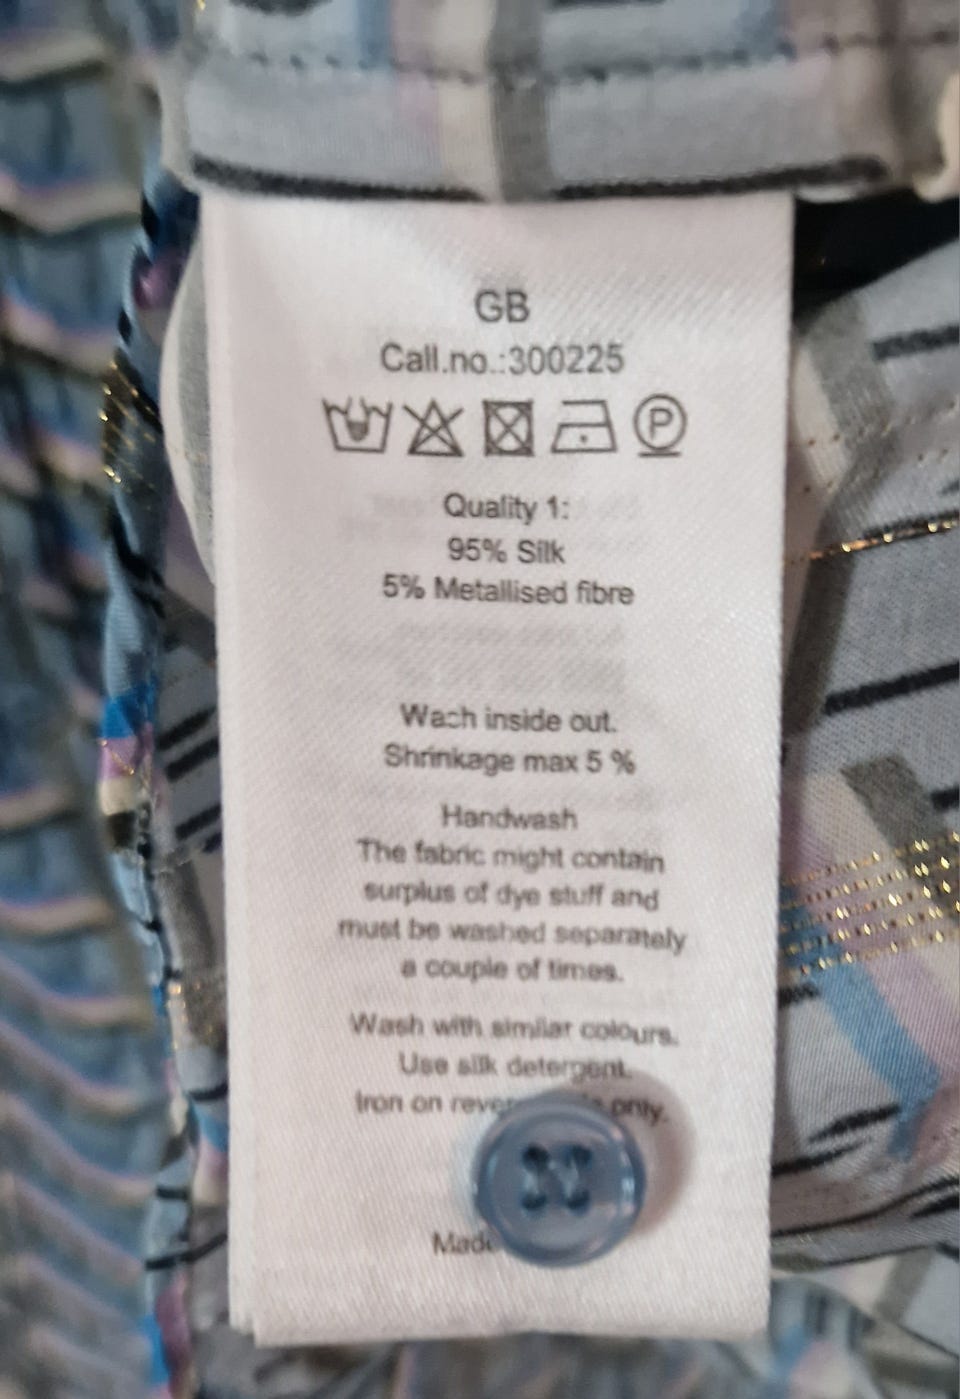 GB
Call.no.:300225
P
Quality 1:
95% Silk
5% Metallised fibre
Wach inside out.
Shrinkage max 5 %
Handwash
The fabric might contain
surplus of dye stuff and
must be washed separately
a couple of times.
Wash with similar colours.
Use silk detergent.
Iron on only.